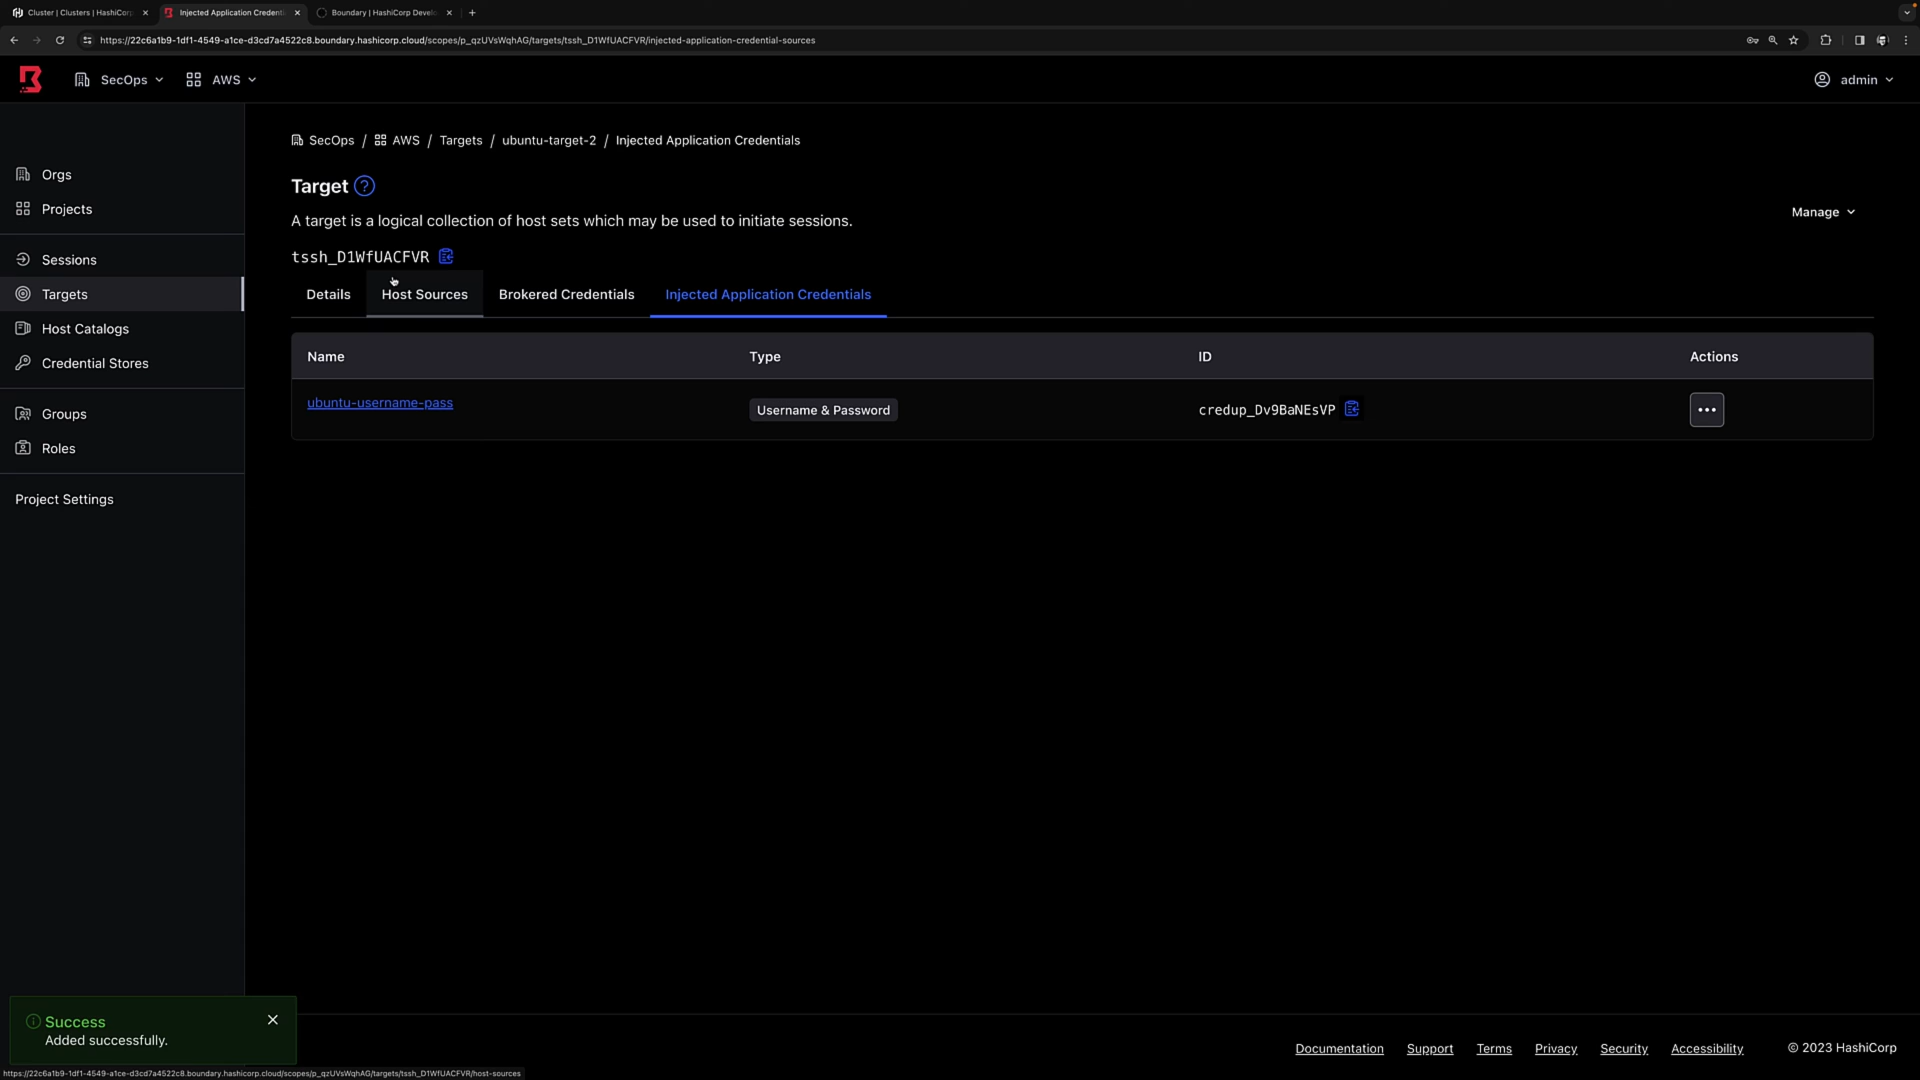 Cluster | Clusters | HashiCor
Injected Application Credenti
Boundary | HashiCorp Develo
https://22c6a1b9-1df1-4549-a1ce-d3cd7a4522c8.boundary.hashicorp.cloud/scopes/p_qzUVsWqhAG/targets/tssh_D1WfUACFVR/injected-application-credential-sources
SecOps
AWS
admin
Orgs
Projects
Sessions
Targets
Host Catalogs
Credential Stores
Groups
Roles
Project Settings
SecOps / AWS / Targets / ubuntu-target-2 / Injected Application Credentials
Target
A target is a logical collection of host sets which may be used to initiate sessions.
Manage
tssh_D1WfUACFVR
Details Host Sources Brokered Credentials Injected Application Credentials
Name Type ID Actions
ubuntu-username-pass Username & Password credup_Dv9BaNEsVP
Success
Added successfully.
Documentation Support Terms Privacy Security Accessibility © 2023 HashiCorp
https://22c6a1b9-1df1-4549-a1ce-d3cd7a4522c8.boundary.hashicorp.cloud/scopes/p_qzUVsWqhAG/targets/tssh_D1WfUACFVR/host-sources